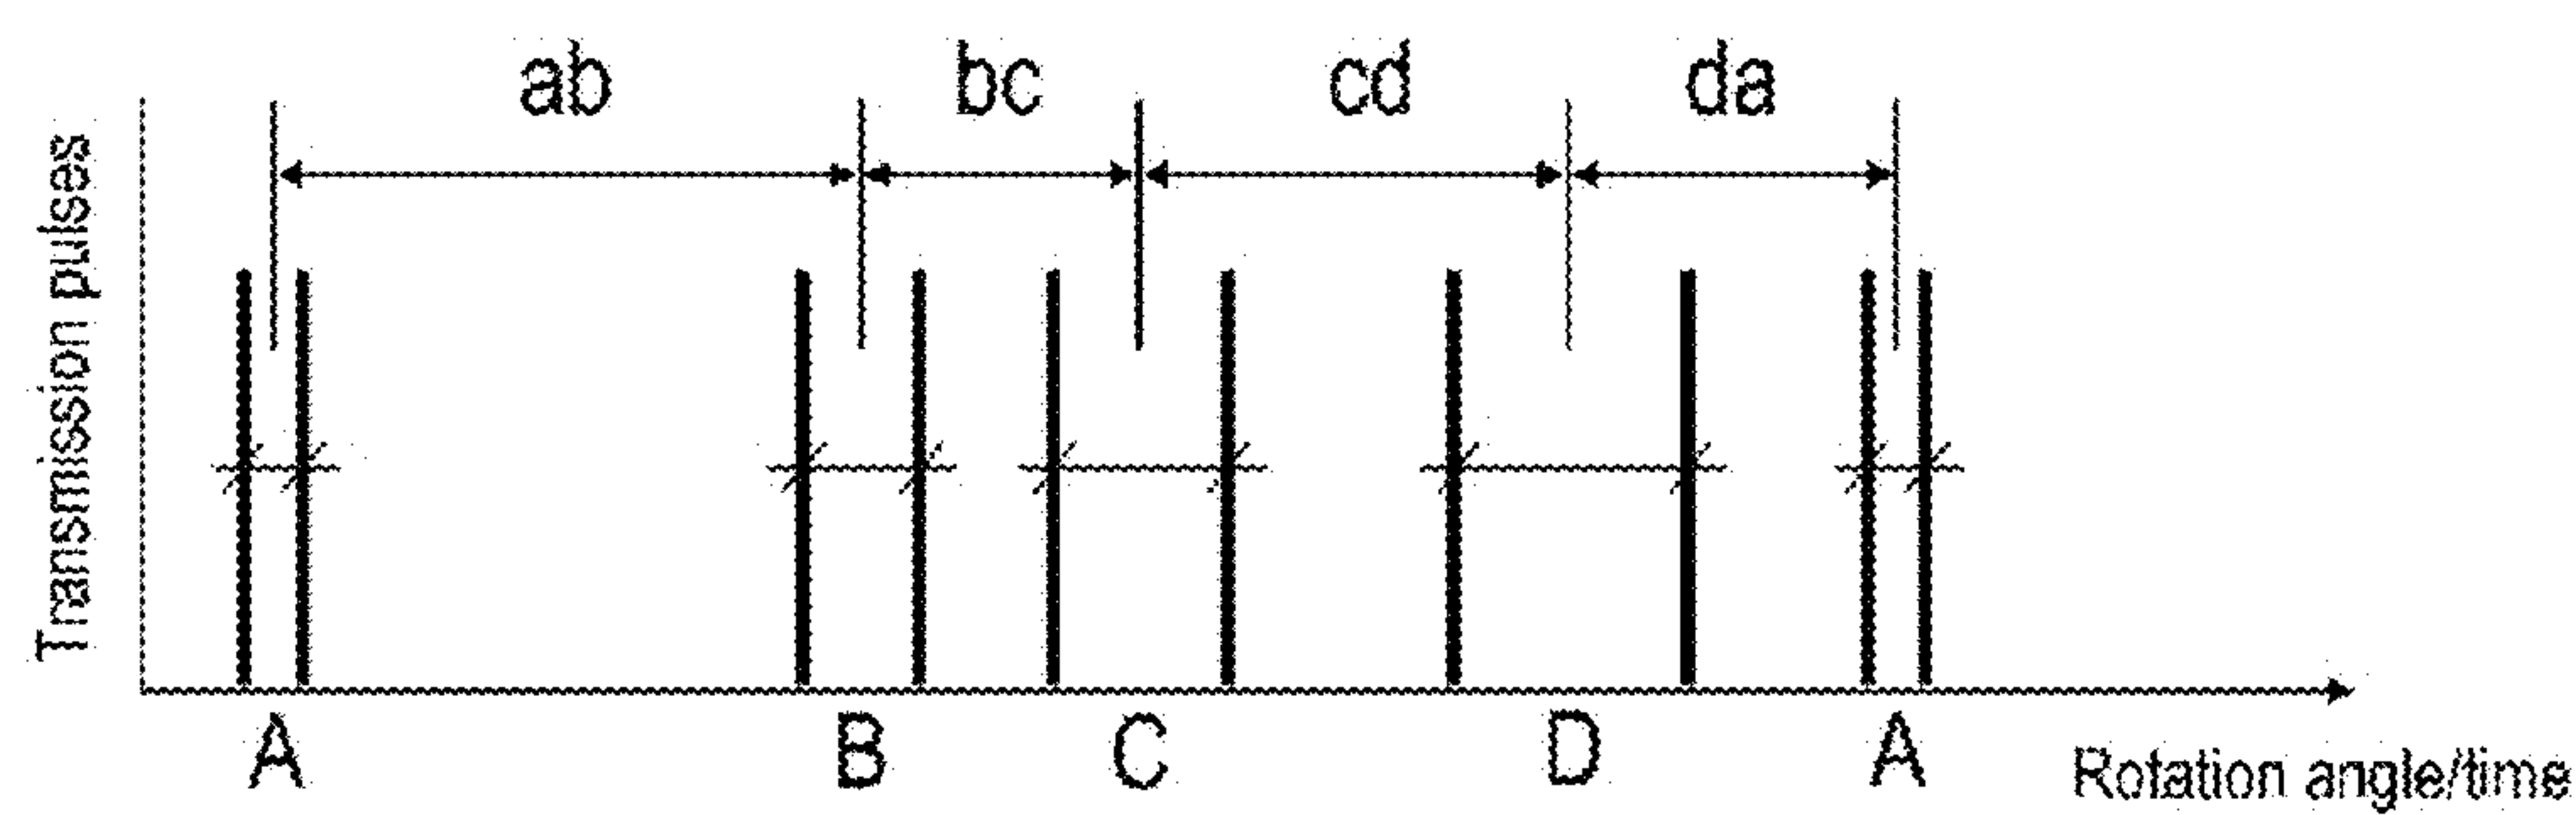 ab bc cd da
Transmission pulses
A B C D A
Rotation angle/time